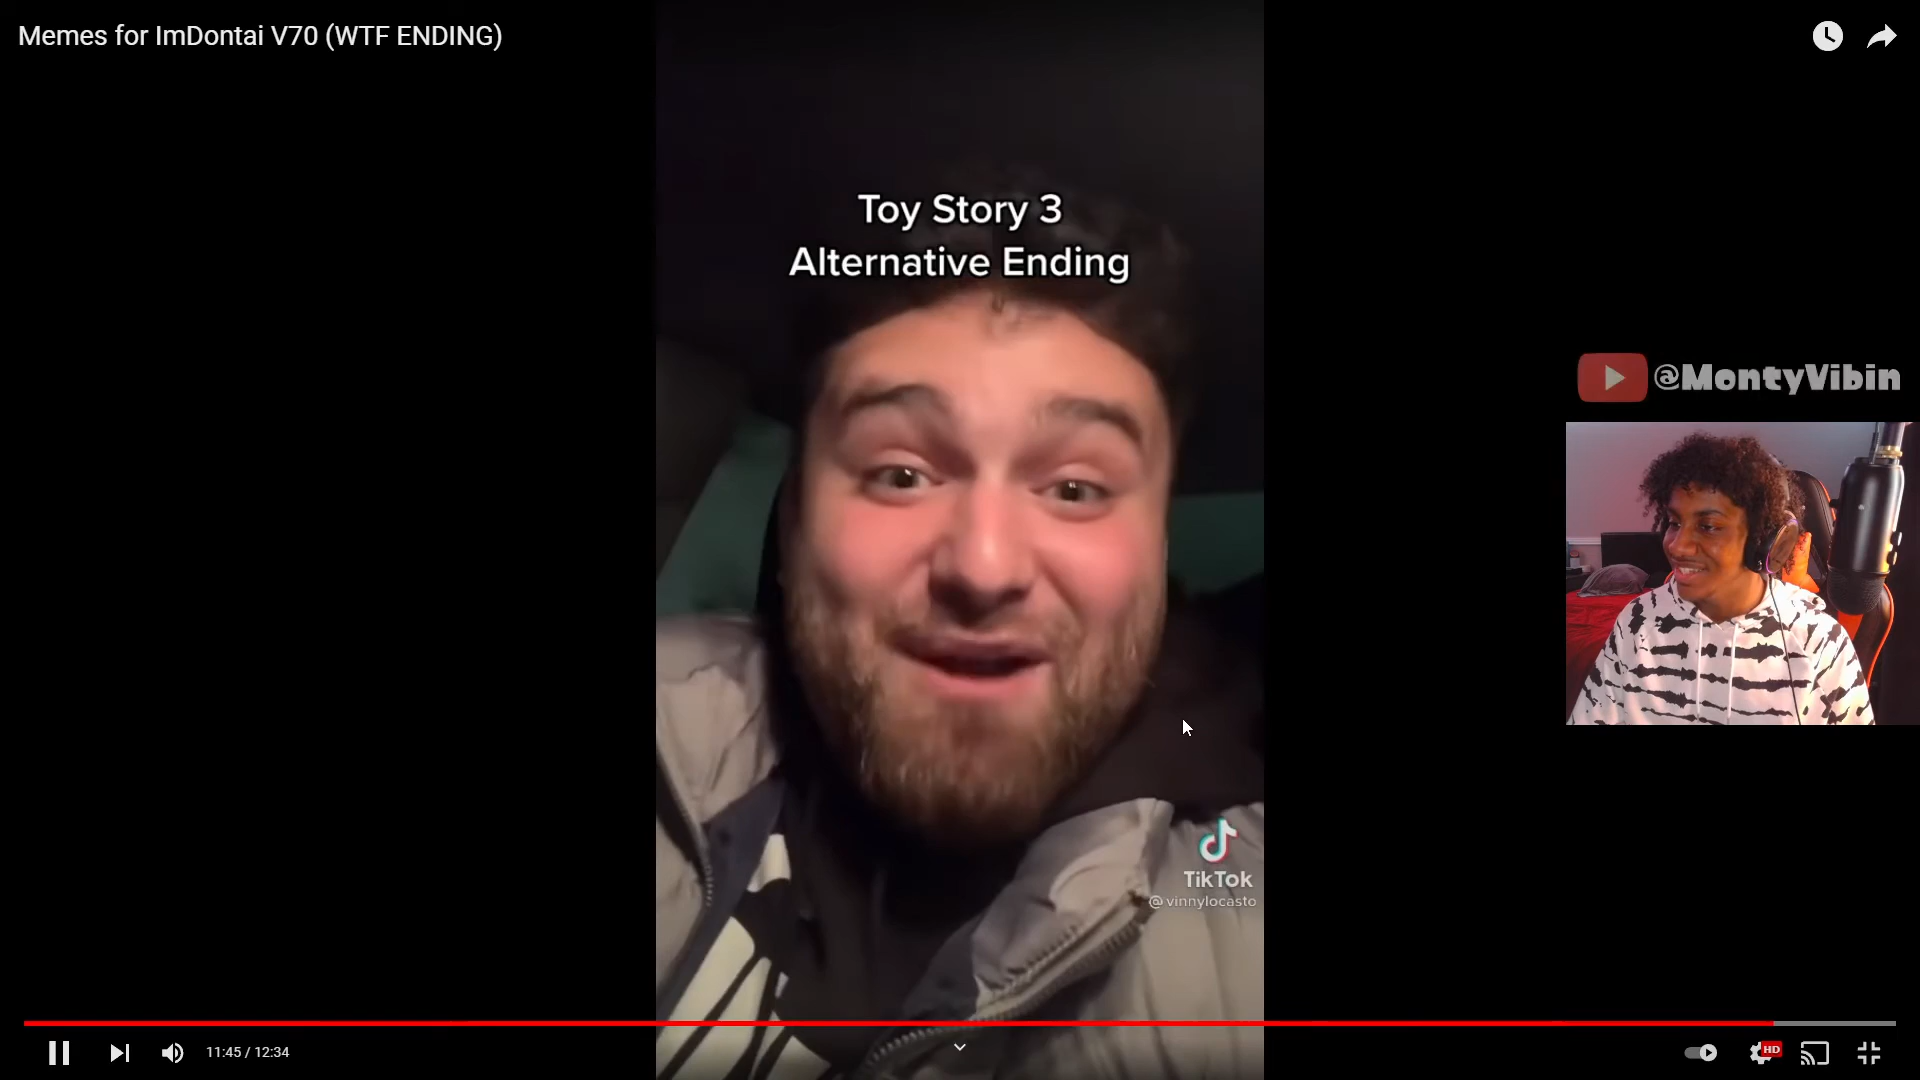 Memes for ImDontai V70 (WTF ENDING)
Toy Story 3
Alternative Ending
@MontyVibin
TikTok
@vinnylocasto
11:45 / 12:34
HD